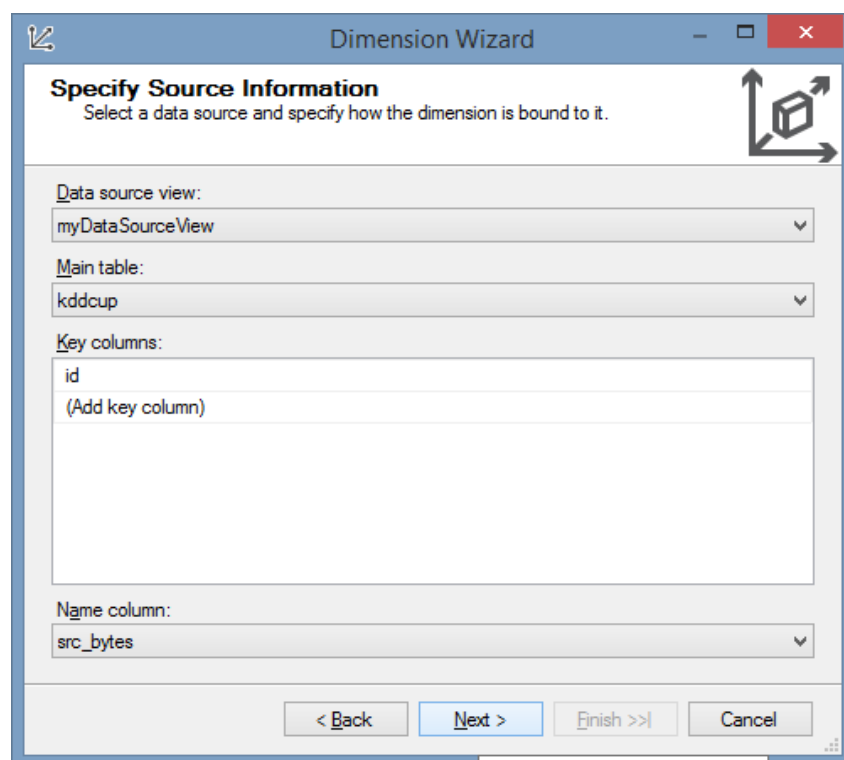 Dimension Wizard
Specify Source Information
Select a data source and specify how the dimension is bound to it.
Data source view:
myDataSourceView
Main table:
kddcup
Key columns:
id
(Add key column)
Name column:
src_bytes
< Back Next > Finish >>| Cancel